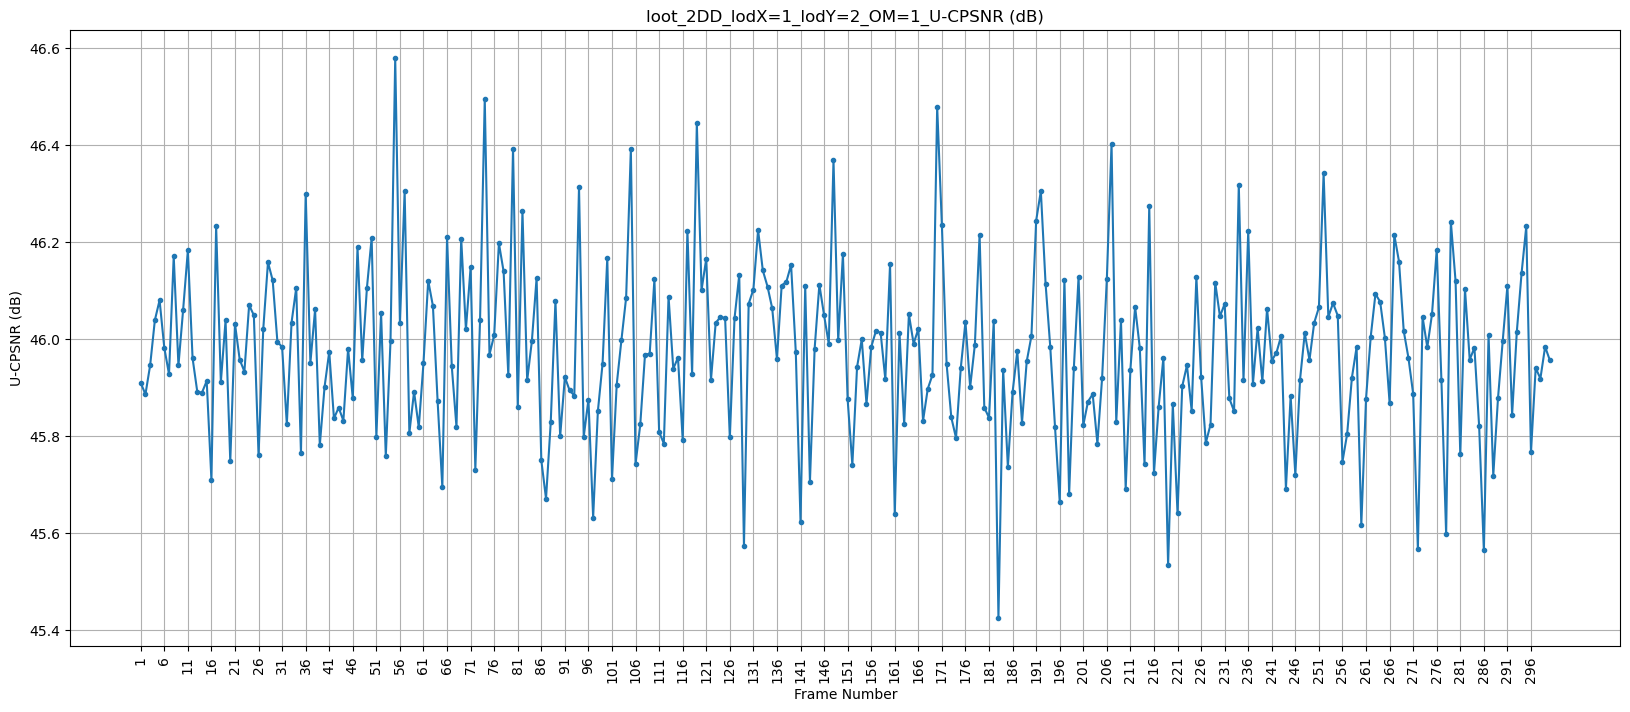 loot_2DD_lodX=1_lodY=2_OM=1_U-CPSNR (dB)
46.6
46.4
46.2
46.0
45.8
45.6
45.4
U-CPSNR (dB)
1 6 11 16 21 26 31 36 41 46 51 56 61 66 71 76 81 86 91 96 101 106 111 116 121 126 131 136 141 146 151 156 161 166 171 176 181 186 191 196 201 206 211 216 221 226 231 236 241 246 251 256 261 266 271 276 281 286 291 296
Frame Number